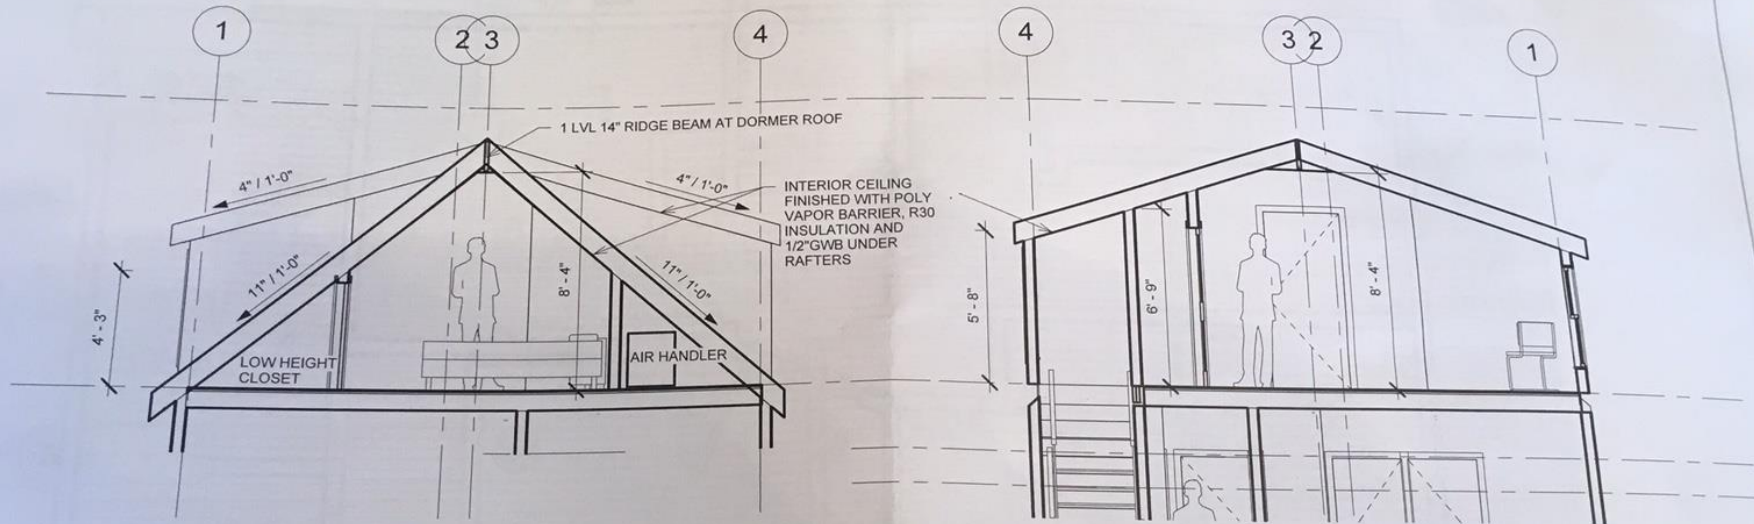 1
2
3
4
4
3
2
1
1 LVL 14" RIDGE BEAM AT DORMER ROOF
4" / 1'-0"
4" / 1'-0"
INTERIOR CEILING
FINISHED WITH POLY
VAPOR BARRIER, R30
INSULATION AND
1/2"GWB UNDER
RAFTERS
11" / 1'-0"
11" / 1'-0"
8' - 4"
4' - 3"
LOW HEIGHT
CLOSET
AIR HANDLER
5' - 8"
6' - 9"
8' - 4"